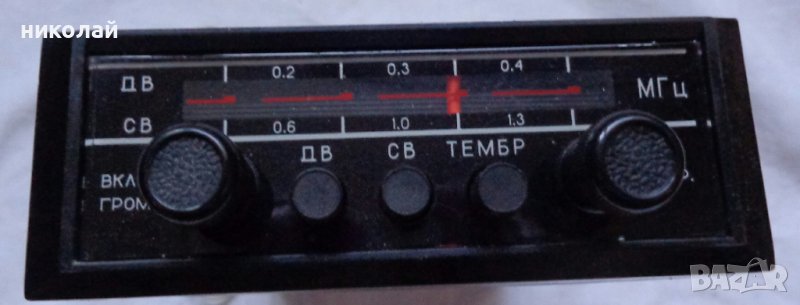 николай
ДВ 0.2 0.3 0.4 МГц
СВ 0.6 1.0 1.3
ДВ СВ ТЕМБР
ВКЛ
ГРОМ
BAZAR